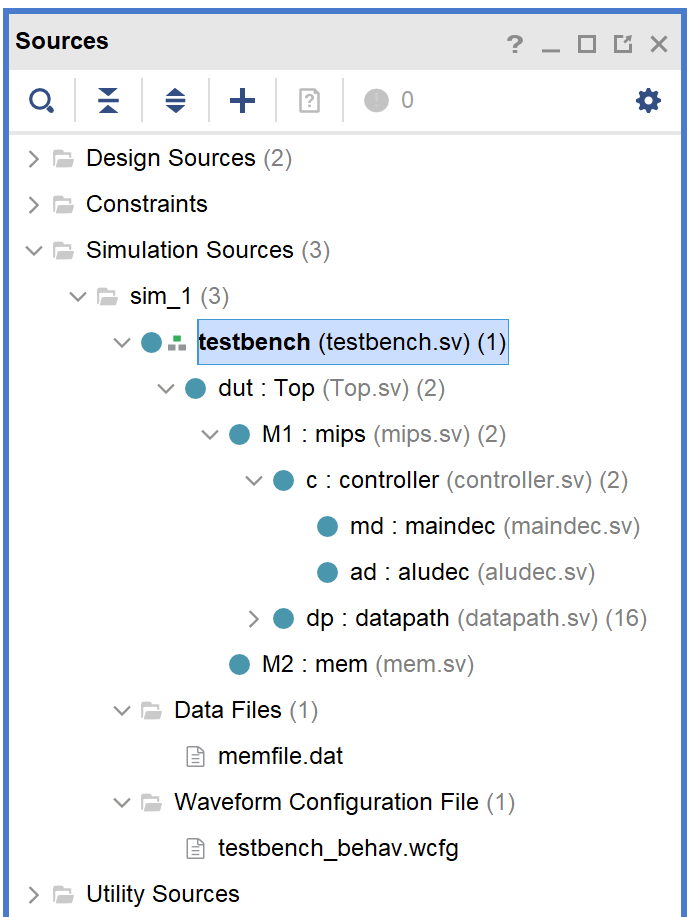 Sources
?
? 0
Design Sources (2)
Constraints
Simulation Sources (3)
sim_1 (3)
testbench (testbench.sv) (1)
dut : Top (Top.sv) (2)
M1 : mips (mips.sv) (2)
c : controller (controller.sv) (2)
md : maindec (maindec.sv)
ad : aludec (aludec.sv)
dp : datapath (datapath.sv) (16)
M2 : mem (mem.sv)
Data Files (1)
memfile.dat
Waveform Configuration File (1)
testbench_behav.wcfg
Utility Sources